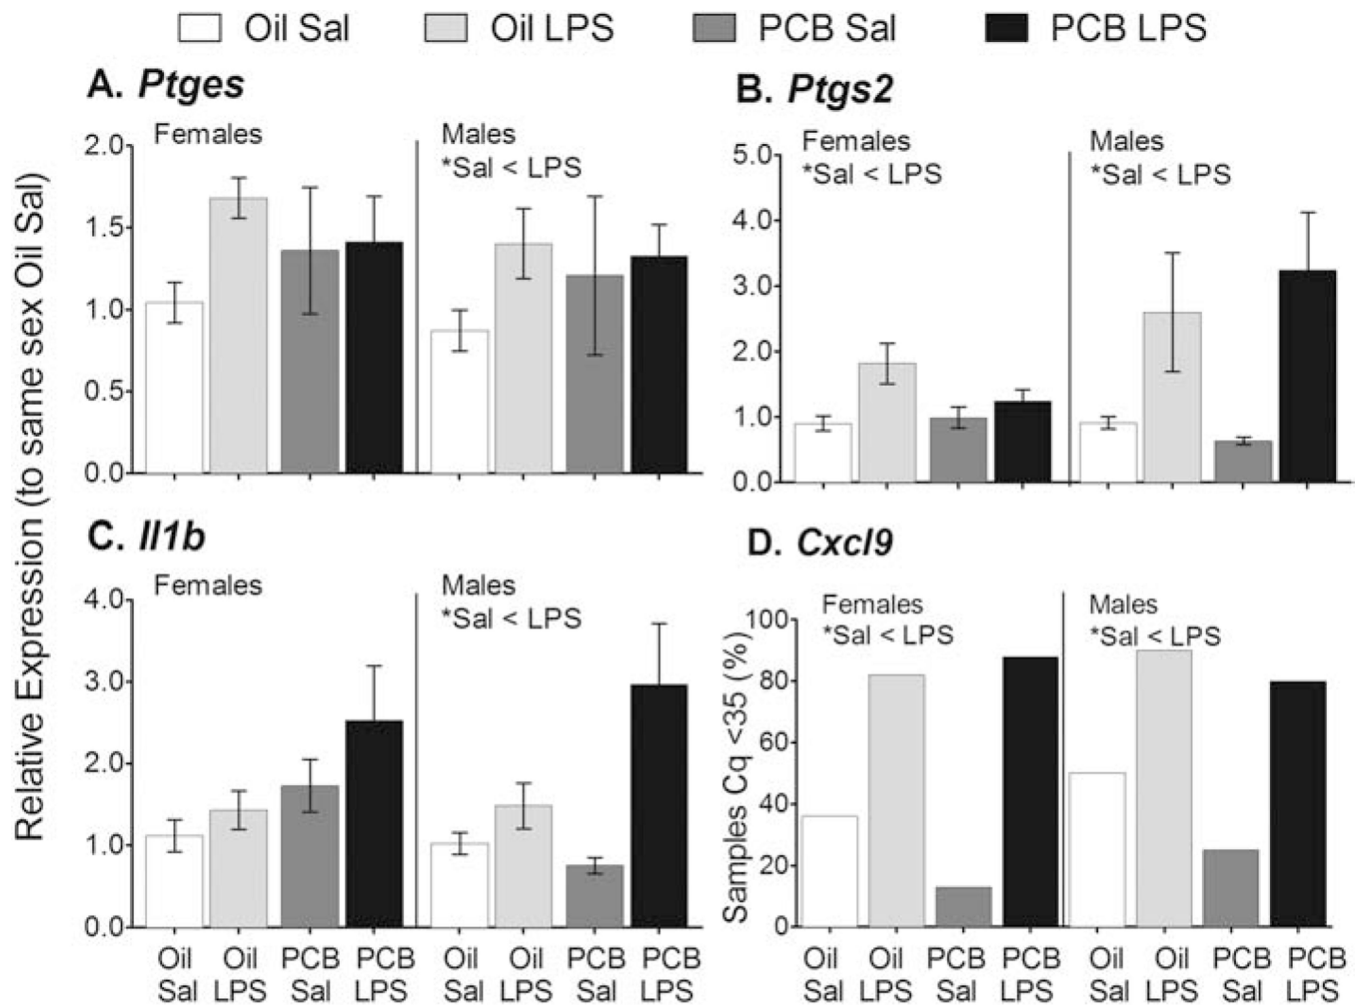 Oil Sal Oil LPS PCB Sal PCB LPS
Relative Expression (to same sex Oil Sal)
A. Ptges
Females
Males
*Sal < LPS
2.0
1.5
1.0
0.5
0.0
B. Ptgs2
Females
*Sal < LPS
Males
*Sal < LPS
5.0
4.0
3.0
2.0
1.0
0.0
C. Il1b
Females
Males
*Sal < LPS
4.0
3.0
2.0
1.0
0.0
Oil Oil PCB PCB Oil Oil PCB PCB
Sal LPS Sal LPS Sal LPS Sal LPS
D. Cxcl9
Females
*Sal < LPS
Males
*Sal < LPS
Samples Cq <35 (%)
100
80
60
40
20
0
Oil Oil PCB PCB Oil Oil PCB PCB
Sal LPS Sal LPS Sal LPS Sal LPS